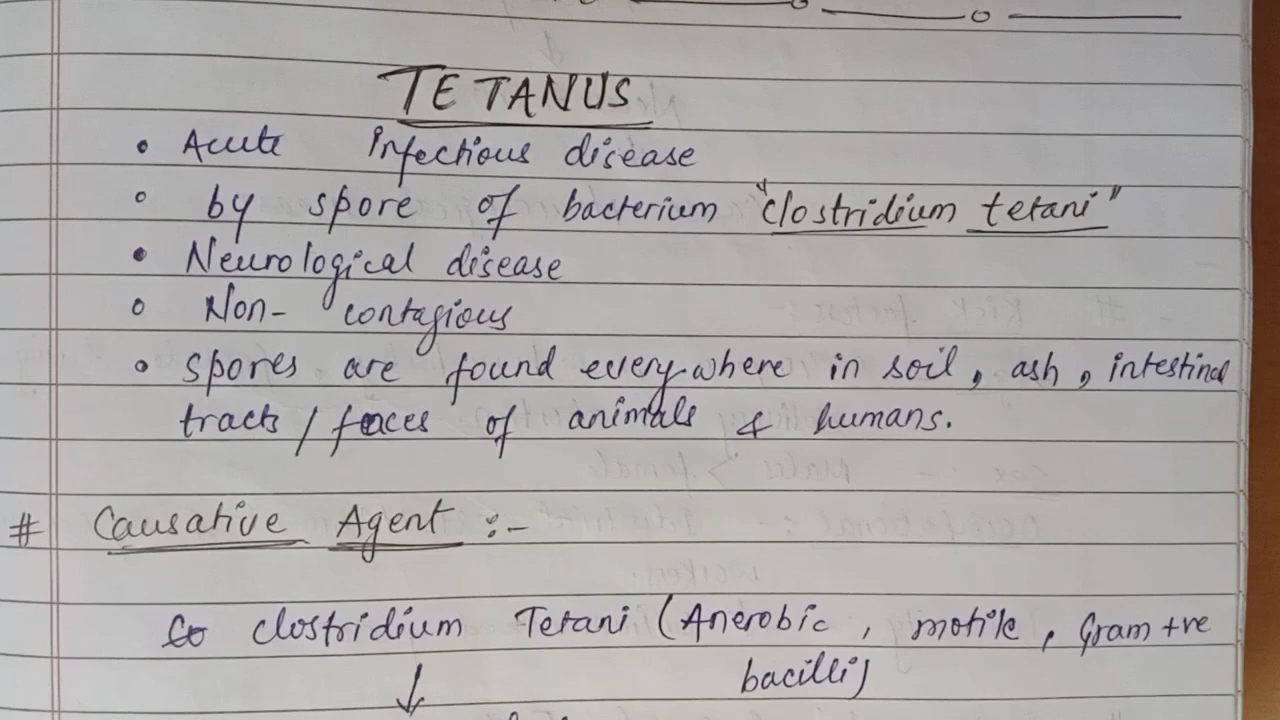 TETANUS
• Acute infectious disease
• by spore of bacterium "clostridium tetani"
• Neurological disease
• Non- contagious
• spores are found everywhere in soil, ash, intestinal
tracts/faces of animals & humans.
# Causative Agent :-
clostridium Tetani (Anerobic, motile, Gram +ve
bacilli)
↓